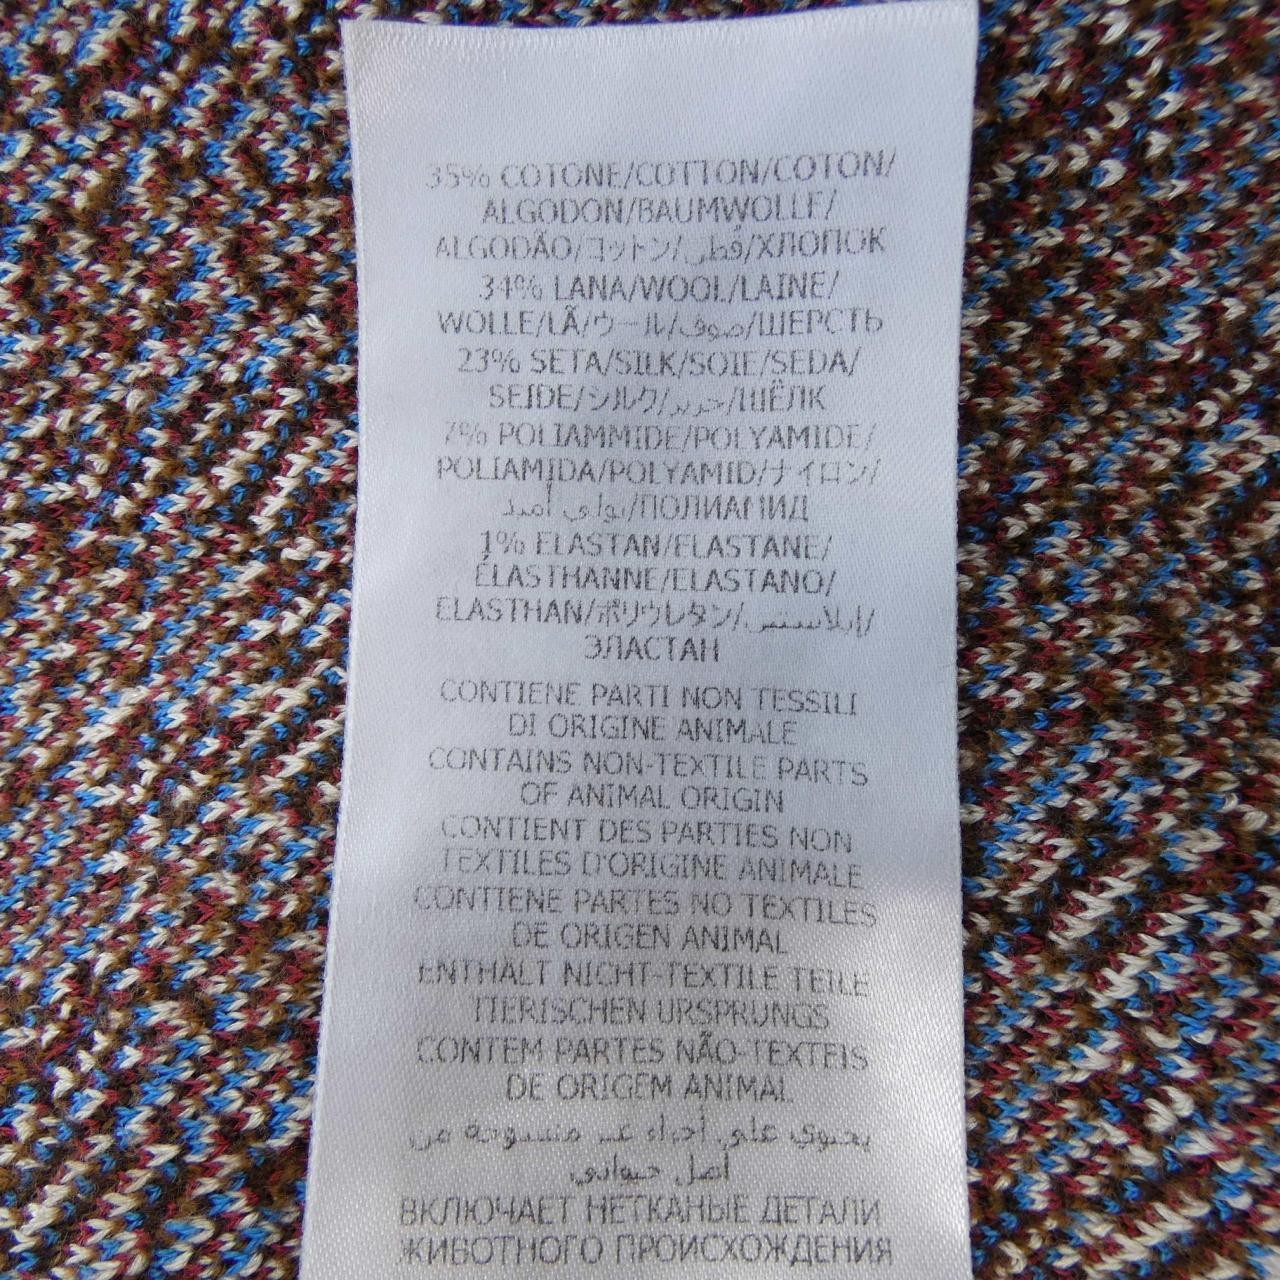 35% COTONE/COTTON/COTON/
ALGODON/BAUMWOLLE/
ALGODÃO/コットン/قطن/ХЛОПОК
34% LANA/WOOL/LAINE/
WOLLE/LÃ/ウール/صوف/ШЕРСТЬ
23% SETA/SILK/SOIE/SEDA/
SEIDE/シルク/حرير/ШЁЛК
7% POLIAMMIDE/POLYAMIDE/
POLIAMIDA/POLYAMID/ナイロン/
بولي أميد/ПОЛИАМИД
1% ELASTAN/ELASTANE/
ÉLASTHANNE/ELASTANO/
ELASTHAN/ポリウレタン/إيلاستين/
ЭЛАСТАН
CONTIENE PARTI NON TESSILI
DI ORIGINE ANIMALE
CONTAINS NON-TEXTILE PARTS
OF ANIMAL ORIGIN
CONTIENT DES PARTIES NON
TEXTILES D'ORIGINE ANIMALE
CONTIENE PARTES NO TEXTILES
DE ORIGEN ANIMAL
ENTHÄLT NICHT-TEXTILE TEILE
TIERISCHEN URSPRUNGS
CONTEM PARTES NÃO-TEXTEIS
DE ORIGEM ANIMAL
يحتوي على أجزاء غير منسوجة من
أصل حيواني
ВКЛЮЧАЕТ НЕТКАНЫЕ ДЕТАЛИ
ЖИВОТНОГО ПРОИСХОЖДЕНИЯ